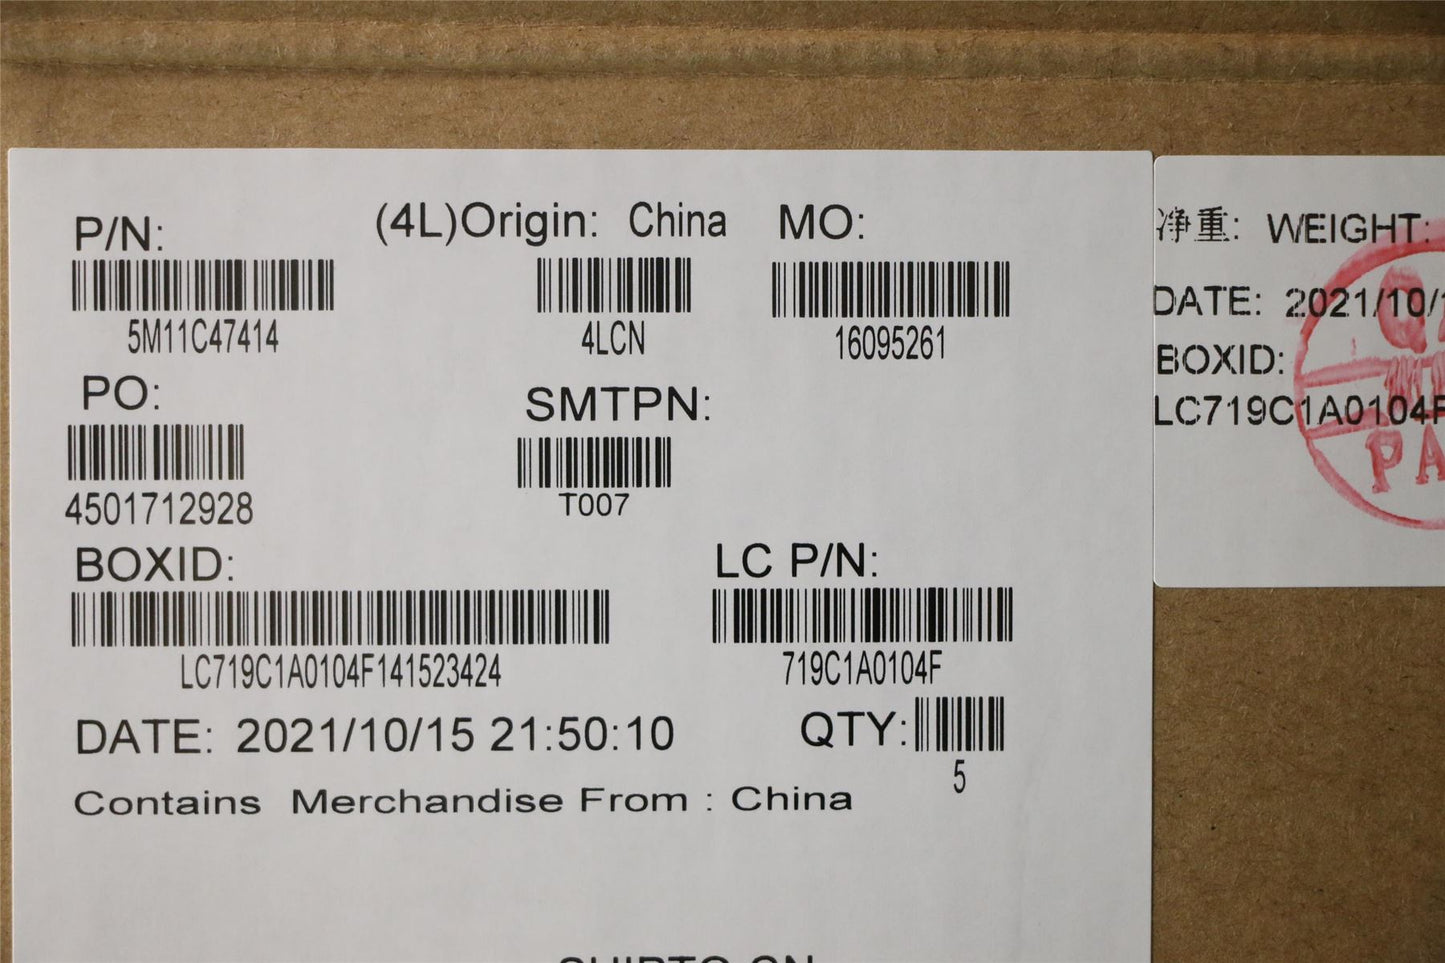 P/N: (4L)Origin: China MO:
5M11C47414 4LCN 16095261
PO: SMTPN:
4501712928 T007
BOXID: LC P/N:
LC719C1A0104F141523424 719C1A0104F
DATE: 2021/10/15 21:50:10 QTY:
5
Contains Merchandise From : China
净重: WEIGHT:
DATE: 2021/10/
BOXID:
LC719C1A0104F
PA